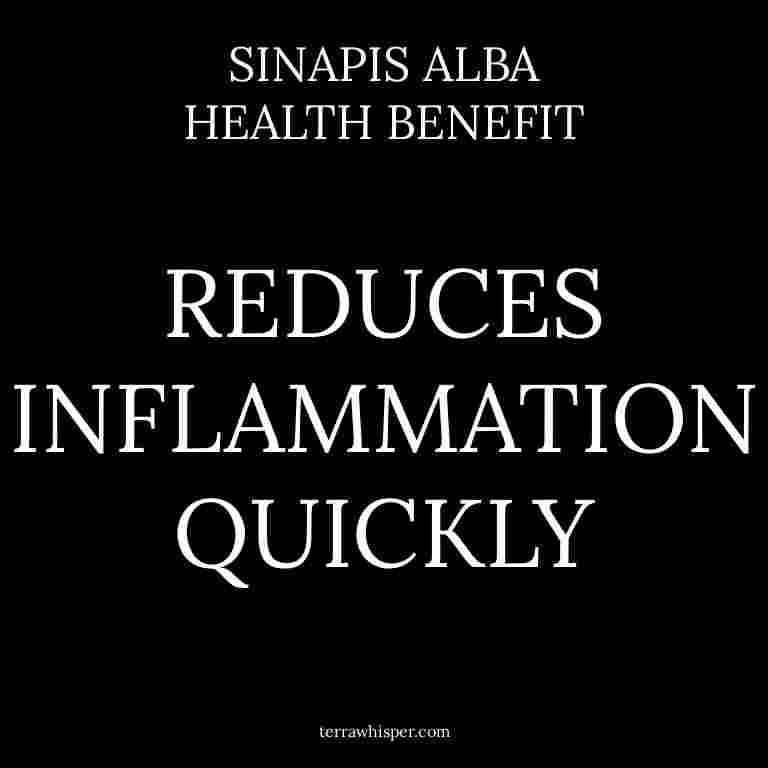 SINAPIS ALBA
HEALTH BENEFIT
REDUCES
INFLAMMATION
QUICKLY
terrawhisper.com